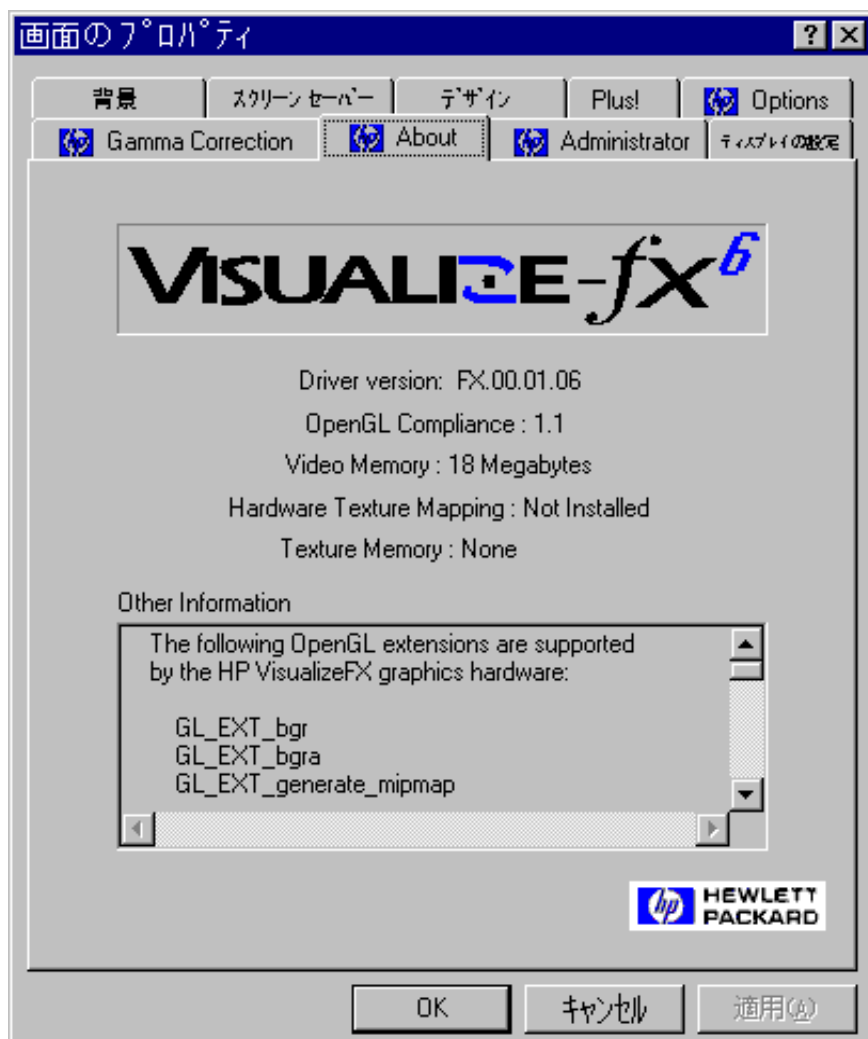 画面のプロパティ
背景
スクリーン セーバー
デザイン
Plus!
Options
Gamma Correction
About
Administrator
ディスプレイの設定
VISUALIZE-fx6
Driver version: FX.00.01.06
OpenGL Compliance : 1.1
Video Memory : 18 Megabytes
Hardware Texture Mapping : Not Installed
Texture Memory : None
Other Information
The following OpenGL extensions are supported
by the HP VisualizeFX graphics hardware:
GL_EXT_bgr
GL_EXT_bgra
GL_EXT_generate_mipmap
hp HEWLETT
PACKARD
OK
キャンセル
適用(A)